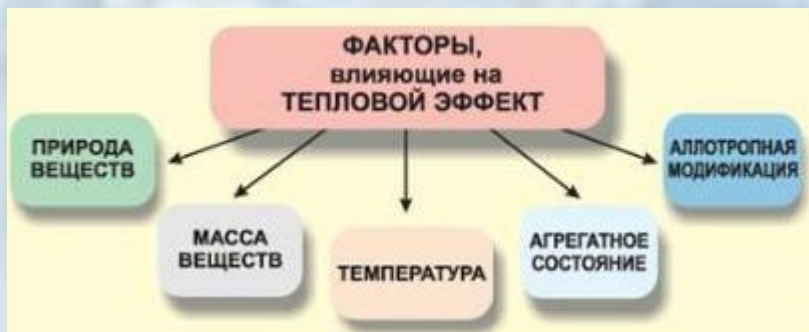 ФАКТОРЫ,
влияющие на
ТЕПЛОВОЙ ЭФФЕКТ
ПРИРОДА
ВЕЩЕСТВ
МАССА
ВЕЩЕСТВ
ТЕМПЕРАТУРА
АГРЕГАТНОЕ
СОСТОЯНИЕ
АЛЛОТРОПНАЯ
МОДИФИКАЦИЯ